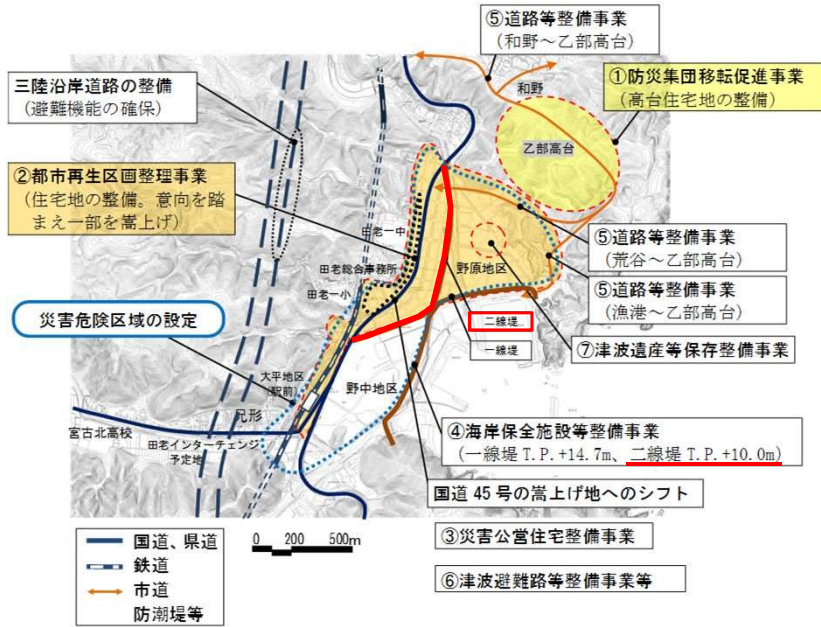 ⑤道路等整備事業
(和野～乙部高台)
三陸沿岸道路の整備
(避難機能の確保)
和野
①防災集団移転促進事業
(高台住宅地の整備)
乙部高台
②都市再生区画整理事業
(住宅地の整備。意向を踏
まえ一部を嵩上げ)
田老一中
⑤道路等整備事業
(荒谷～乙部高台)
田老総合事務所
野原地区
田老一小
⑤道路等整備事業
(漁港～乙部高台)
災害危険区域の設定
二線堤
一線堤
⑦津波遺産等保存整備事業
大平地区
(駅前)
野中地区
宮古北高校
田老インターチェンジ
予定地
④海岸保全施設等整備事業
(一線堤 T.P.+14.7m、二線堤 T.P.+10.0m)
国道 45 号の嵩上げ地へのシフト
国道、県道
鉄道
市道
防潮堤等
0 200 500m
③災害公営住宅整備事業
⑥津波避難路等整備事業等